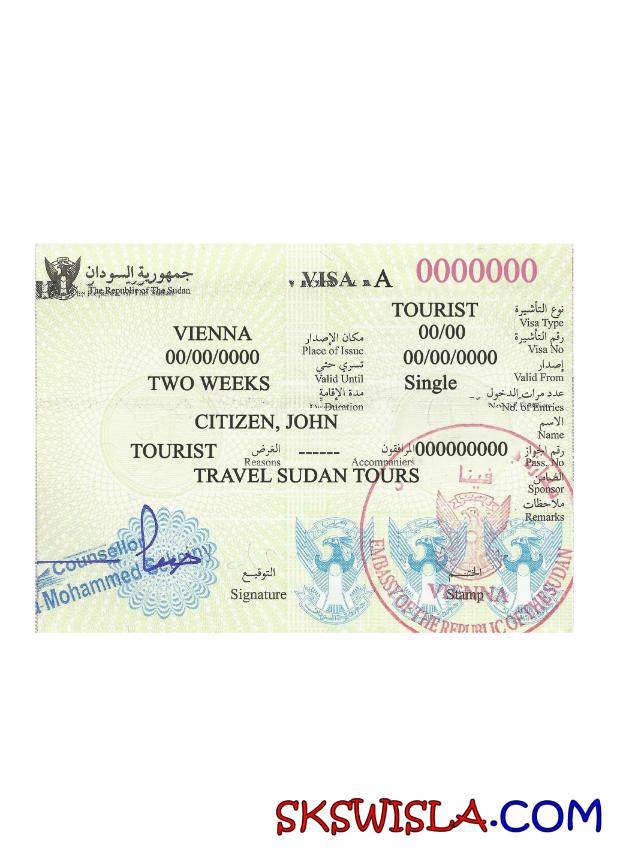 جمهورية السودان
The Republic of The Sudan
VISA A 0000000
TOURIST نوع التأشيرة
Visa Type
VIENNA مكان الإصدار 00/00 رقم التأشيرة
Place of Issue Visa No
00/00/0000 تسري حتي 00/00/0000 إصدار
Valid Until Valid From
TWO WEEKS مدة الإقامة Single عدد مرات الدخول
Duration No. of Entries
CITIZEN, JOHN الاسم
Name
TOURIST الغرض ------ المرافقون 000000000 رقم الجواز
Reasons Accompaniers Pass. No
TRAVEL SUDAN TOURS الضامن
Sponsor
ملاحظات
Remarks
فينا
Counsellor
Mohammed
التوقيع
Signature
الختم
Stamp
VIENNA
EMBASSY OF THE REPUBLIC OF THE SUDAN
SKSWISLA.COM